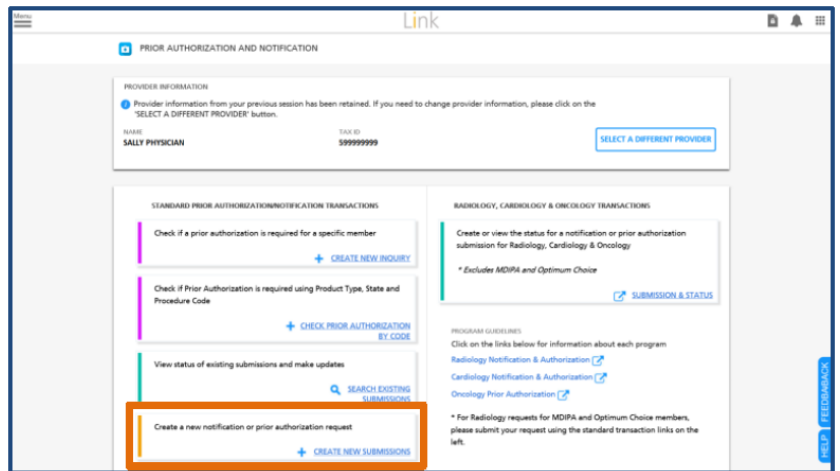 Menu
Link
PRIOR AUTHORIZATION AND NOTIFICATION
PROVIDER INFORMATION
Provider information from your previous session has been retained. If you need to change provider information, please click on the
'SELECT A DIFFERENT PROVIDER' button.
NAME
SALLY PHYSICIAN
TAX ID
599999999
SELECT A DIFFERENT PROVIDER
STANDARD PRIOR AUTHORIZATION/NOTIFICATION TRANSACTIONS
Check if a prior authorization is required for a specific member
CREATE NEW INQUIRY
Check if Prior Authorization is required using Product Type, State and
Procedure Code
CHECK PRIOR AUTHORIZATION
BY CODE
View status of existing submissions and make updates
SEARCH EXISTING
SUBMISSIONS
Create a new notification or prior authorization request
CREATE NEW SUBMISSIONS
RADIOLOGY, CARDIOLOGY & ONCOLOGY TRANSACTIONS
Create or view the status for a notification or prior authorization
submission for Radiology, Cardiology & Oncology
* Excludes MDIPA and Optimum Choice
SUBMISSION & STATUS
PROGRAM GUIDELINES
Click on the links below for information about each program
Radiology Notification & Authorization
Cardiology Notification & Authorization
Oncology Prior Authorization
* For Radiology requests for MDIPA and Optimum Choice members,
please submit your request using the standard transaction links on the
left.
FEEDBACK
HELP